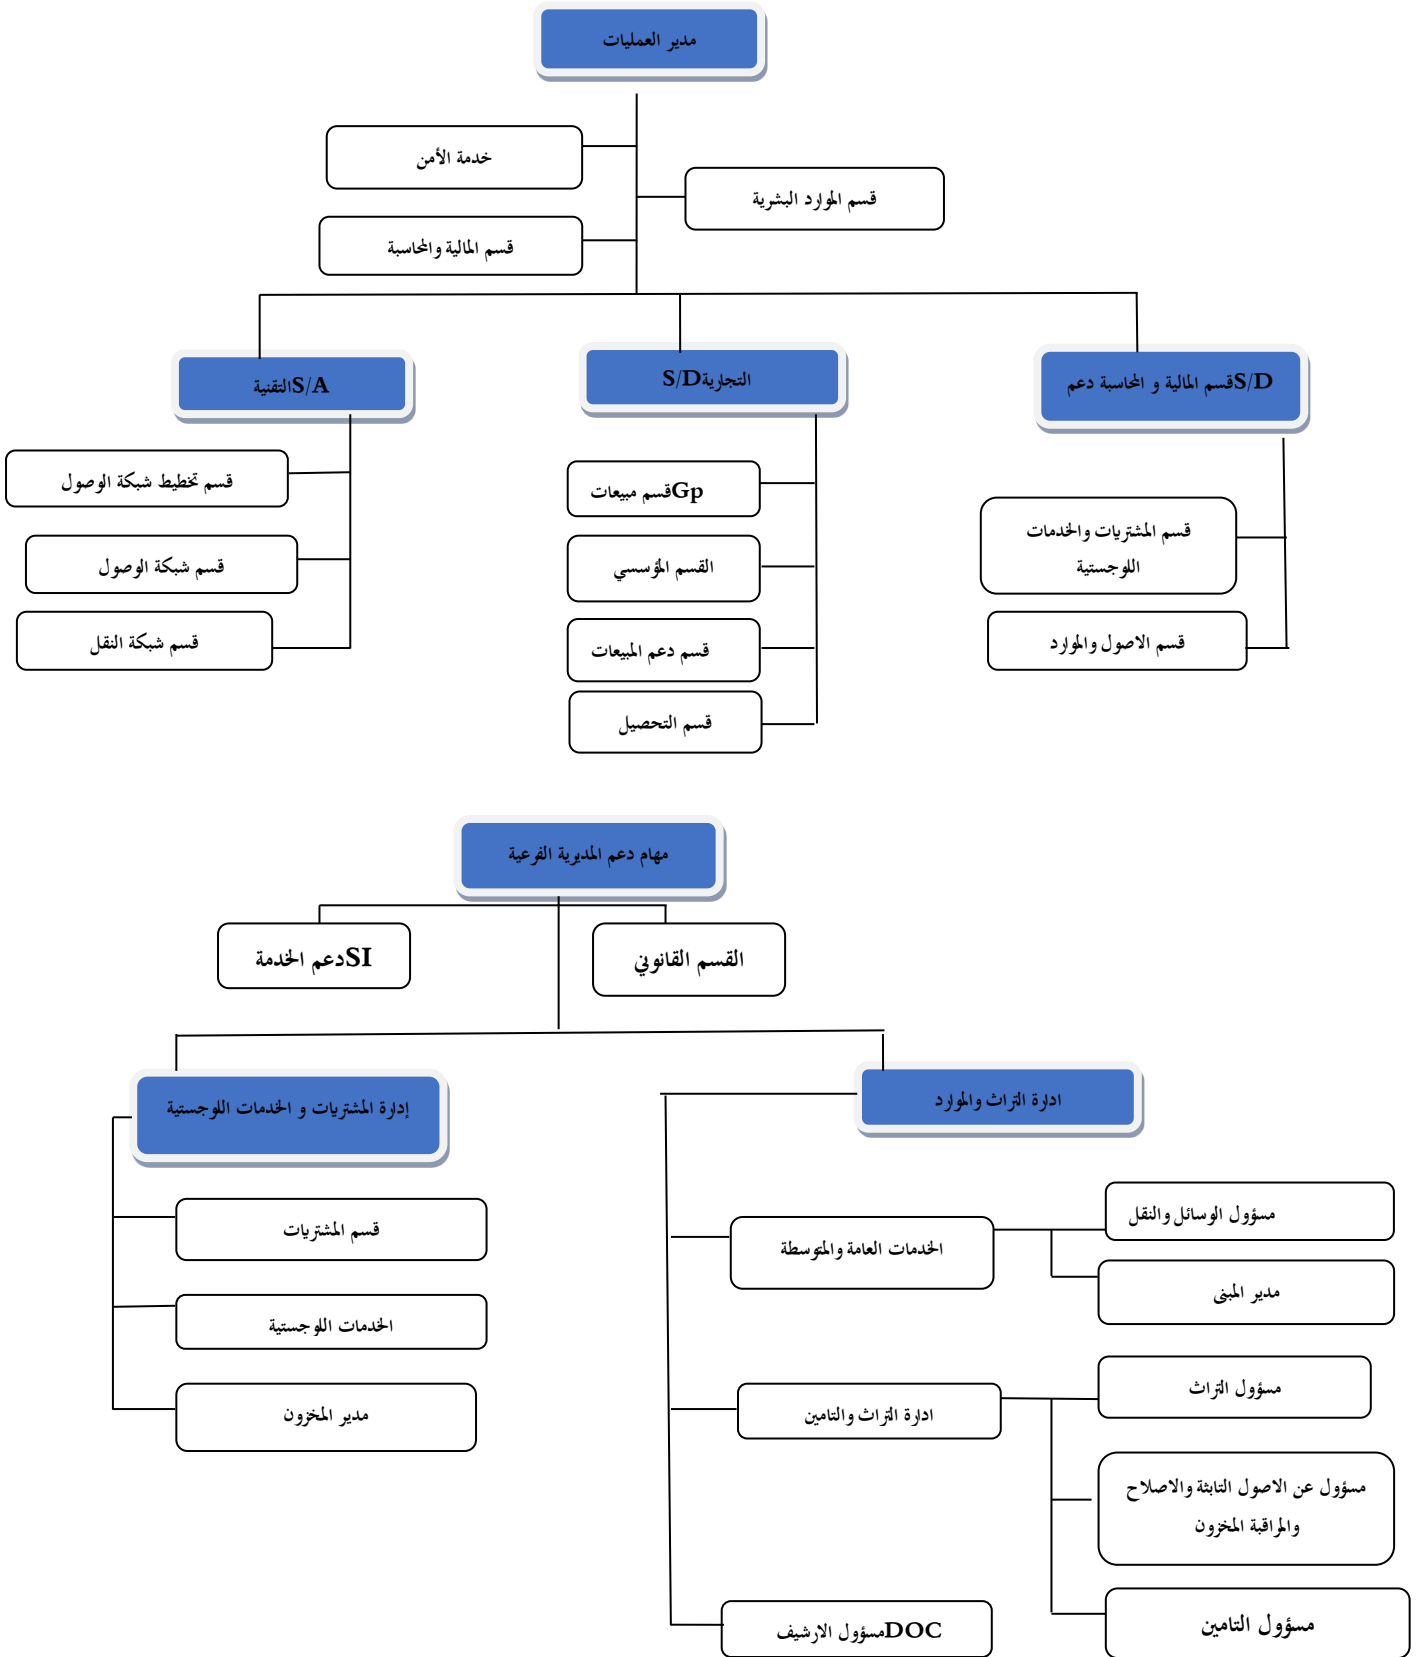 مدير العمليات
خدمة الأمن
قسم الموارد البشرية
قسم المالية والمحاسبة
S/Aالتقنية
التجاريةS/D
S/Dقسم المالية و المحاسبة دعم
قسم تخطيط شبكة الوصول
قسم شبكة الوصول
قسم شبكة النقل
Gpقسم مبيعات
القسم المؤسسي
قسم دعم المبيعات
قسم التحصيل
قسم المشتريات والخدمات
اللوجستية
قسم الاصول والموارد
مهام دعم المديرية الفرعية
SIدعم الخدمة
القسم القانوني
إدارة المشتريات و الخدمات اللوجستية
ادارة التراث والموارد
قسم المشتريات
الخدمات اللوجستية
مدير المخزون
الخدمات العامة والمتوسطة
مسؤول الوسائل والنقل
مدير المبنى
ادارة التراث والتامين
مسؤول التراث
مسؤول عن الاصول التابثة والاصلاح
والمراقبة المخزون
مسؤول التامين
DOCمسؤول الارشيف